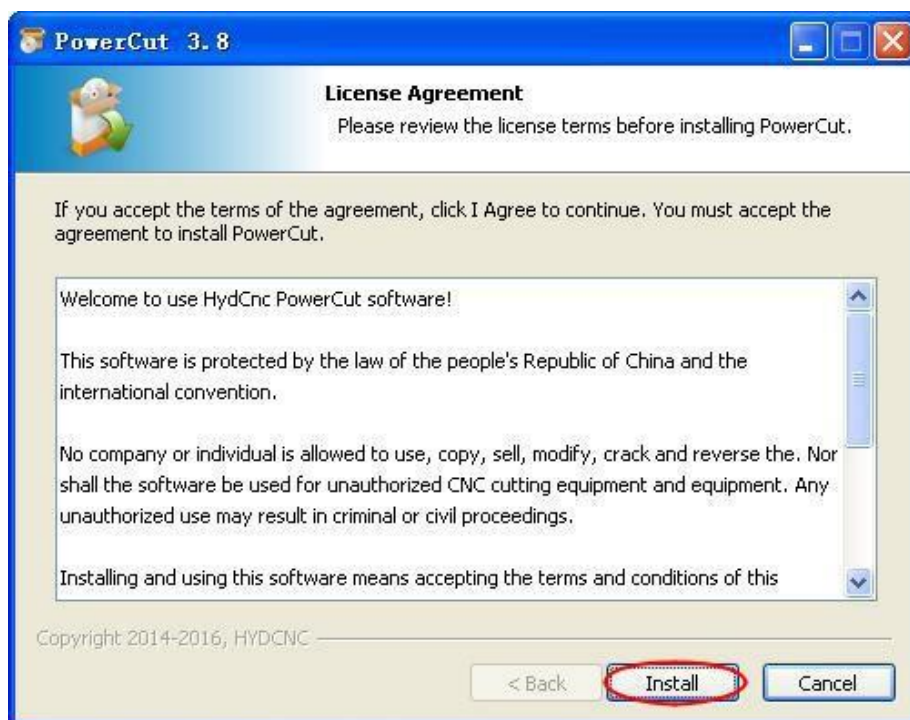 PowerCut 3.8
License Agreement
Please review the license terms before installing PowerCut.
If you accept the terms of the agreement, click I Agree to continue. You must accept the
agreement to install PowerCut.
Welcome to use HydCnc PowerCut software!
This software is protected by the law of the people's Republic of China and the
international convention.
No company or individual is allowed to use, copy, sell, modify, crack and reverse the. Nor
shall the software be used for unauthorized CNC cutting equipment and equipment. Any
unauthorized use may result in criminal or civil proceedings.
Installing and using this software means accepting the terms and conditions of this
Copyright 2014-2016, HYDCNC
< Back Install Cancel